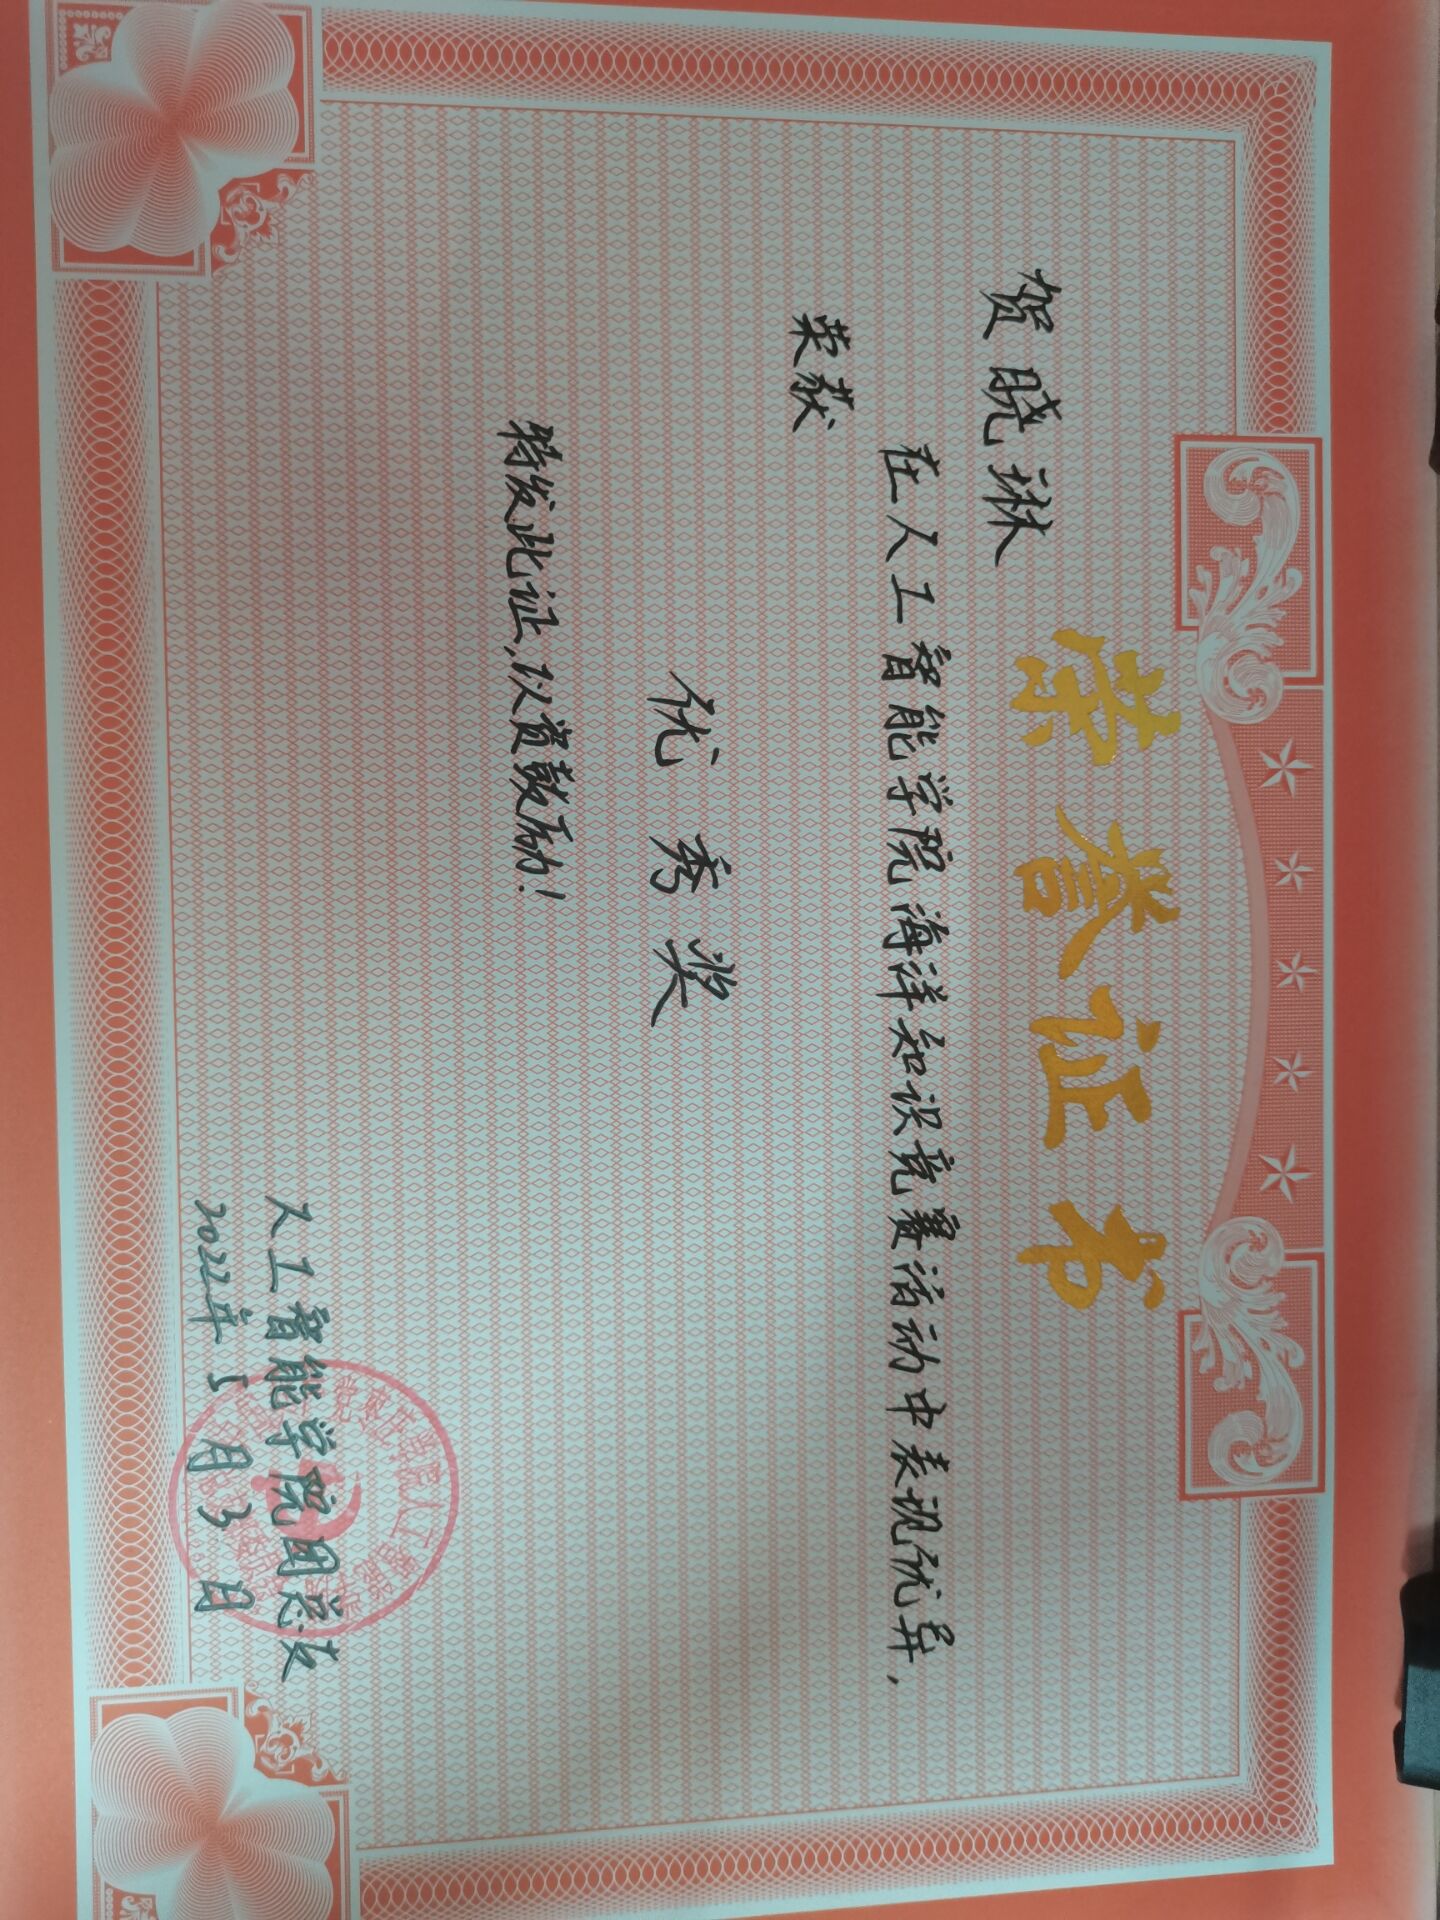 荣誉证书
贺晓琳
在人工智能学院海洋知识竞赛活动中表现优异，
荣获
优秀奖
特发此证，以资鼓励！
人工智能学院团总支
2022年5月3日